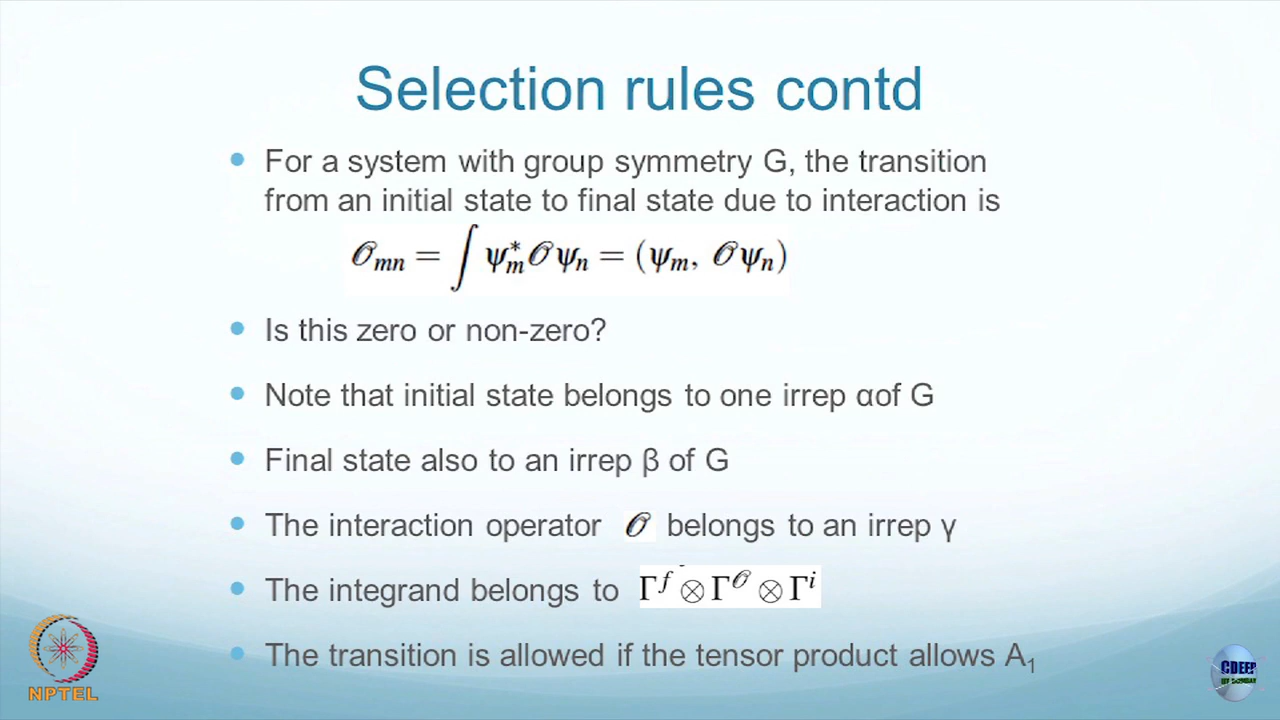 Selection rules contd
• For a system with group symmetry G, the transition
from an initial state to final state due to interaction is
𝒪mn = ∫ ψ*m 𝒪 ψn = (ψm, 𝒪ψn)
• Is this zero or non-zero?
• Note that initial state belongs to one irrep αof G
• Final state also to an irrep β of G
• The interaction operator 𝒪 belongs to an irrep γ
• The integrand belongs to Γ^f ⊗ Γ^𝒪 ⊗ Γ^i
• The transition is allowed if the tensor product allows A₁
NPTEL
CDEEP
IIT BOMBAY